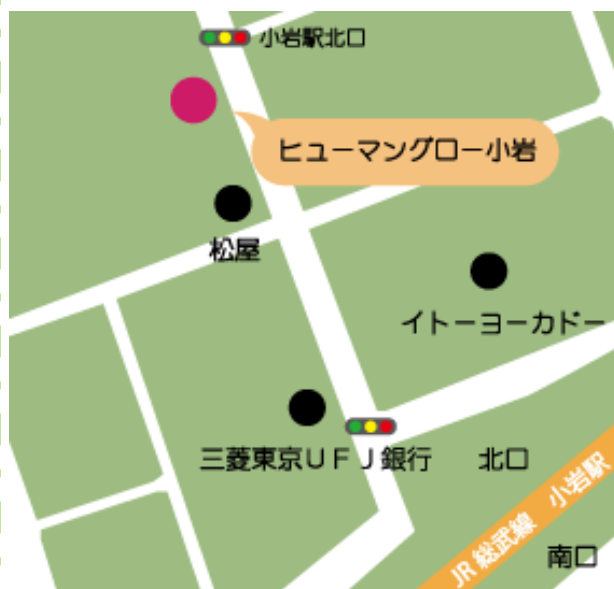 小岩駅北口
ヒューマングロー小岩
松屋
イトーヨーカドー
三菱東京ＵＦＪ銀行
北口
JR 総武線　小岩駅
南口